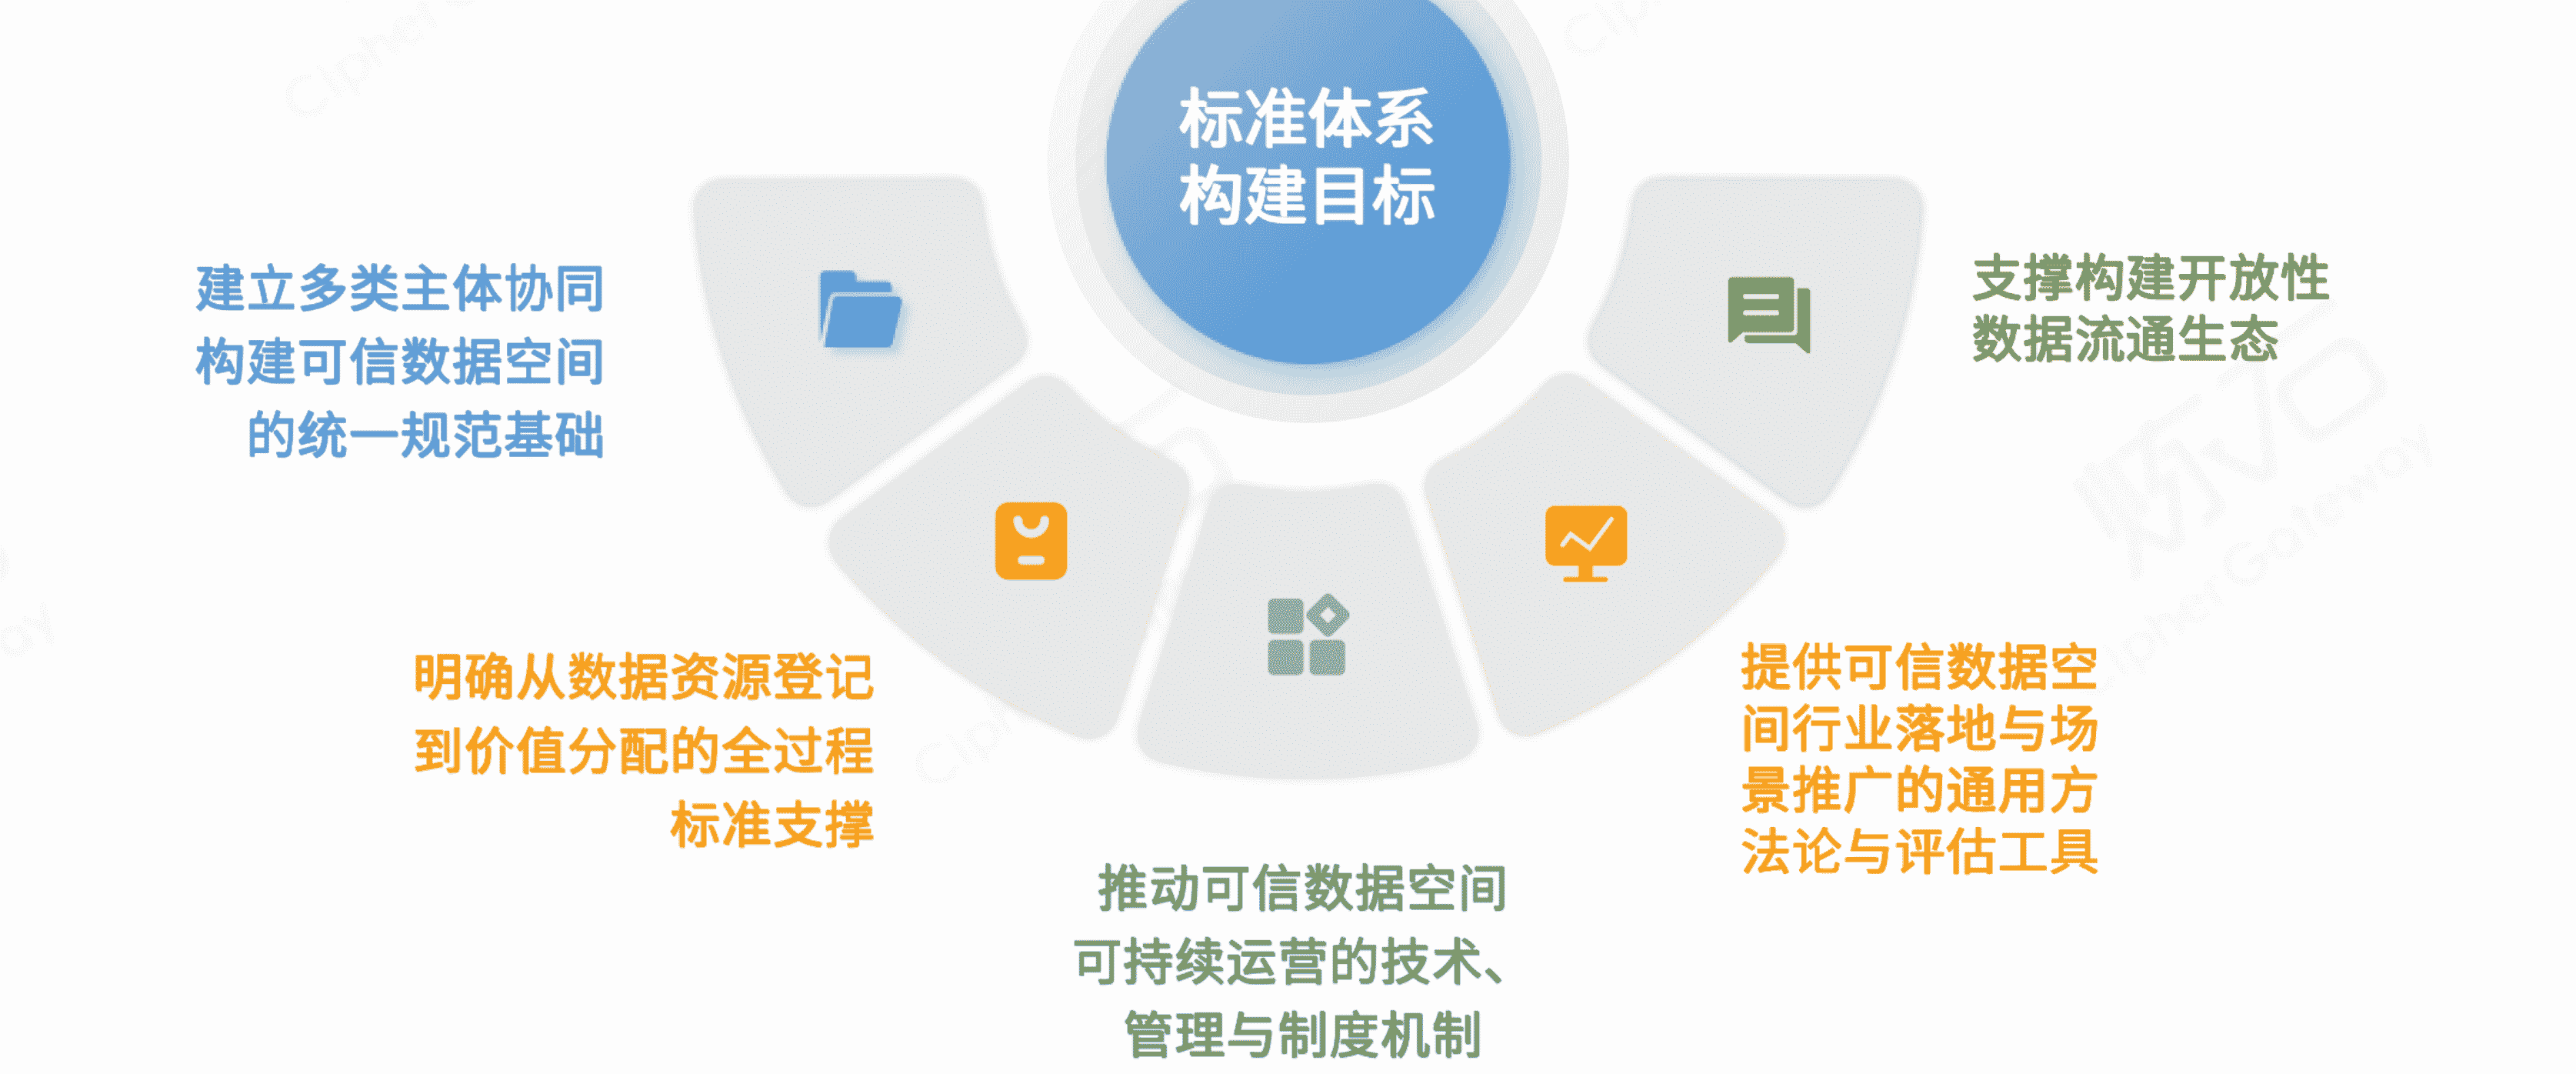 标准体系
构建目标
建立多类主体协同
构建可信数据空间
的统一规范基础
明确从数据资源登记
到价值分配的全过程
标准支撑
推动可信数据空间
可持续运营的技术、
管理与制度机制
提供可信数据空
间行业落地与场
景推广的通用方
法论与评估工具
支撑构建开放性
数据流通生态
炼石
CipherGateway